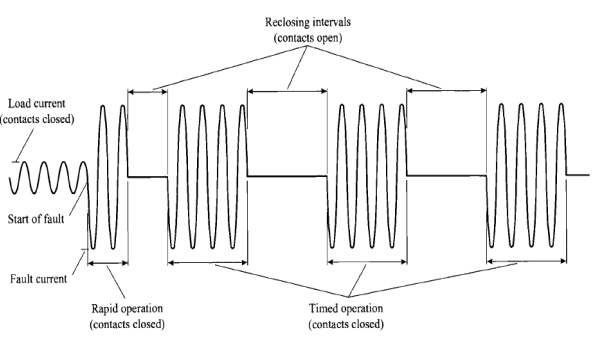 Reclosing intervals
(contacts open)
Load current
(contacts closed)
Start of fault
Fault current
Rapid operation
(contacts closed)
Timed operation
(contacts closed)